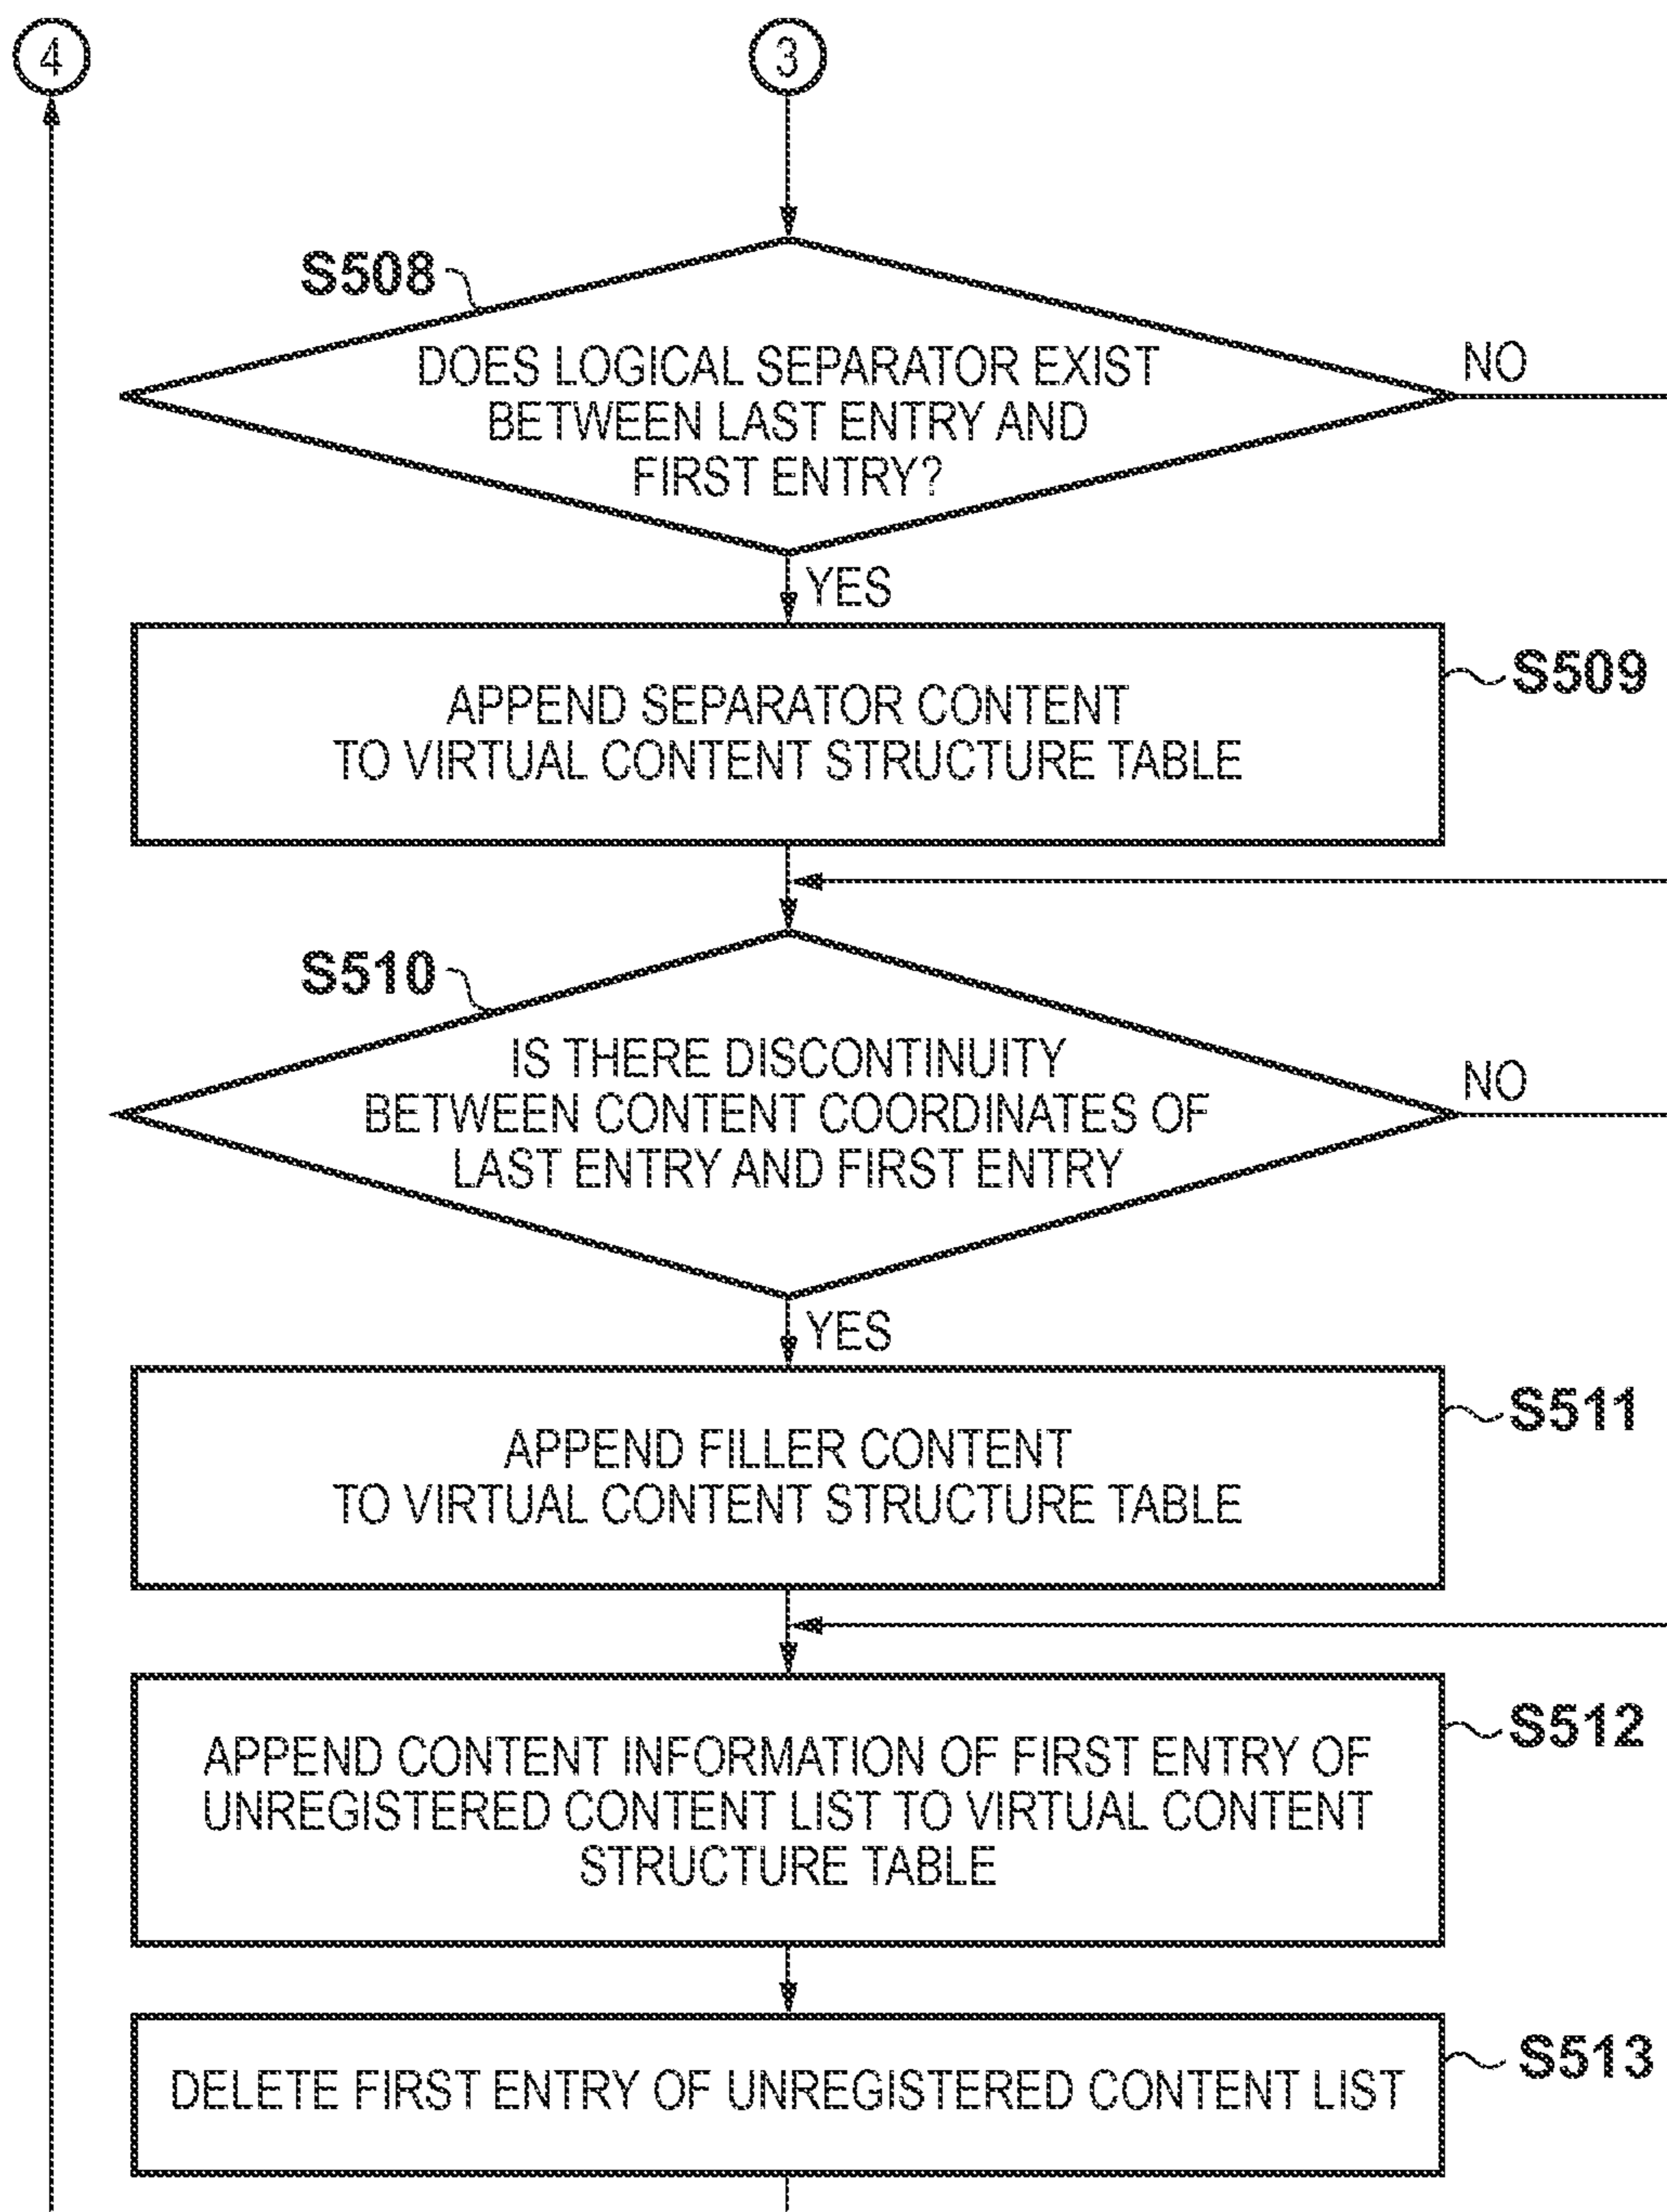 4
3
S508
DOES LOGICAL SEPARATOR EXIST
BETWEEN LAST ENTRY AND
FIRST ENTRY?
NO
YES
APPEND SEPARATOR CONTENT
TO VIRTUAL CONTENT STRUCTURE TABLE
S509
S510
IS THERE DISCONTINUITY
BETWEEN CONTENT COORDINATES OF
LAST ENTRY AND FIRST ENTRY
NO
YES
APPEND FILLER CONTENT
TO VIRTUAL CONTENT STRUCTURE TABLE
S511
APPEND CONTENT INFORMATION OF FIRST ENTRY OF
UNREGISTERED CONTENT LIST TO VIRTUAL CONTENT
STRUCTURE TABLE
S512
DELETE FIRST ENTRY OF UNREGISTERED CONTENT LIST
S513